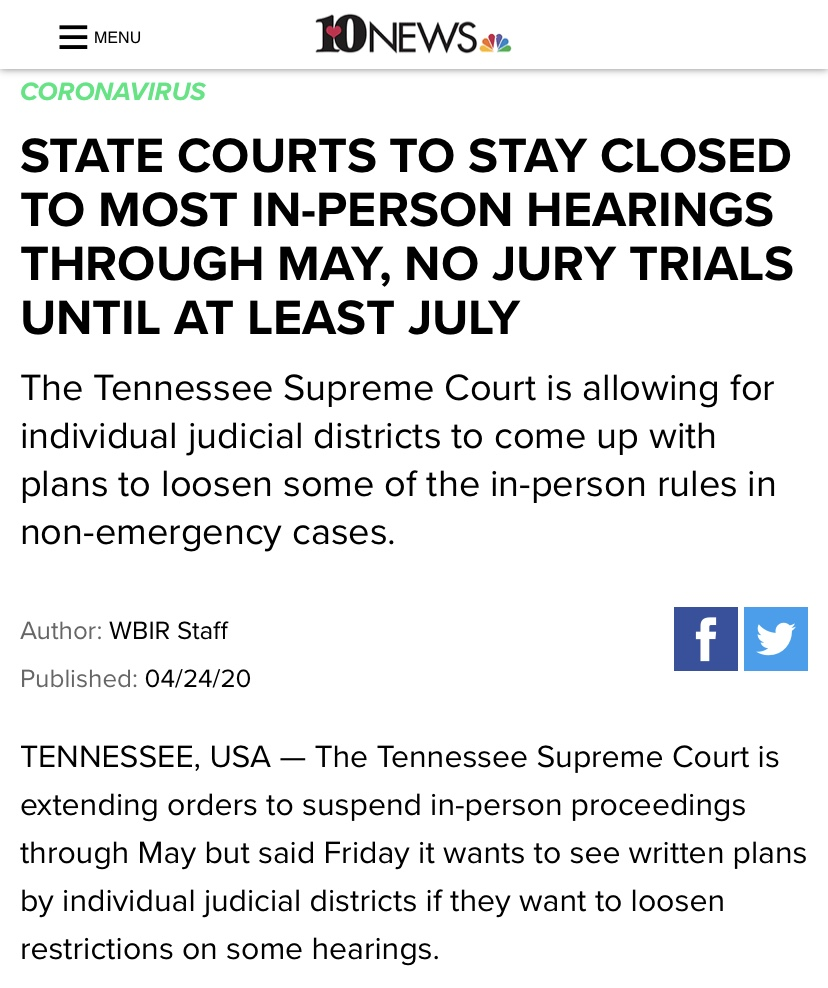 MENU
10NEWS
CORONAVIRUS
STATE COURTS TO STAY CLOSED
TO MOST IN-PERSON HEARINGS
THROUGH MAY, NO JURY TRIALS
UNTIL AT LEAST JULY
The Tennessee Supreme Court is allowing for
individual judicial districts to come up with
plans to loosen some of the in-person rules in
non-emergency cases.
Author: WBIR Staff
Published: 04/24/20
TENNESSEE, USA — The Tennessee Supreme Court is
extending orders to suspend in-person proceedings
through May but said Friday it wants to see written plans
by individual judicial districts if they want to loosen
restrictions on some hearings.